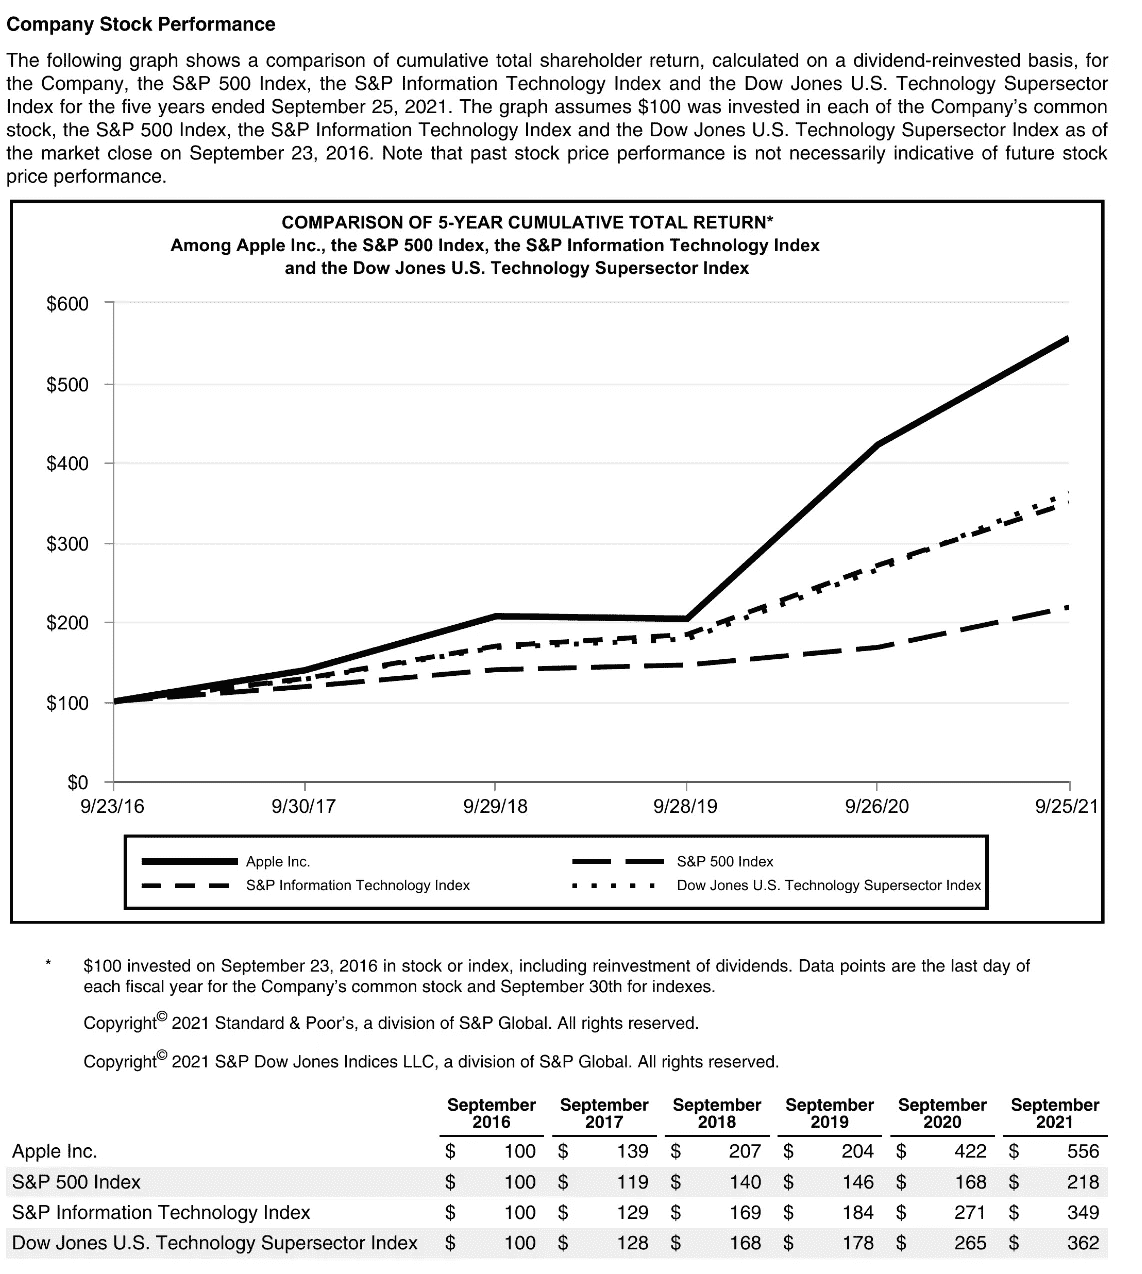 Company Stock Performance
The following graph shows a comparison of cumulative total shareholder return, calculated on a dividend-reinvested basis, for
the Company, the S&P 500 Index, the S&P Information Technology Index and the Dow Jones U.S. Technology Supersector
Index for the five years ended September 25, 2021. The graph assumes $100 was invested in each of the Company's common
stock, the S&P 500 Index, the S&P Information Technology Index and the Dow Jones U.S. Technology Supersector Index as of
the market close on September 23, 2016. Note that past stock price performance is not necessarily indicative of future stock
price performance.
COMPARISON OF 5-YEAR CUMULATIVE TOTAL RETURN*
Among Apple Inc., the S&P 500 Index, the S&P Information Technology Index
and the Dow Jones U.S. Technology Supersector Index
$600
$500
$400
$300
$200
$100
$0
9/23/16 9/30/17 9/29/18 9/28/19 9/26/20 9/25/21
Apple Inc. S&P 500 Index
S&P Information Technology Index Dow Jones U.S. Technology Supersector Index
* $100 invested on September 23, 2016 in stock or index, including reinvestment of dividends. Data points are the last day of
each fiscal year for the Company's common stock and September 30th for indexes.
Copyright© 2021 Standard & Poor's, a division of S&P Global. All rights reserved.
Copyright© 2021 S&P Dow Jones Indices LLC, a division of S&P Global. All rights reserved.
September September September September September September
2016 2017 2018 2019 2020 2021
Apple Inc. $ 100 $ 139 $ 207 $ 204 $ 422 $ 556
S&P 500 Index $ 100 $ 119 $ 140 $ 146 $ 168 $ 218
S&P Information Technology Index $ 100 $ 129 $ 169 $ 184 $ 271 $ 349
Dow Jones U.S. Technology Supersector Index $ 100 $ 128 $ 168 $ 178 $ 265 $ 362